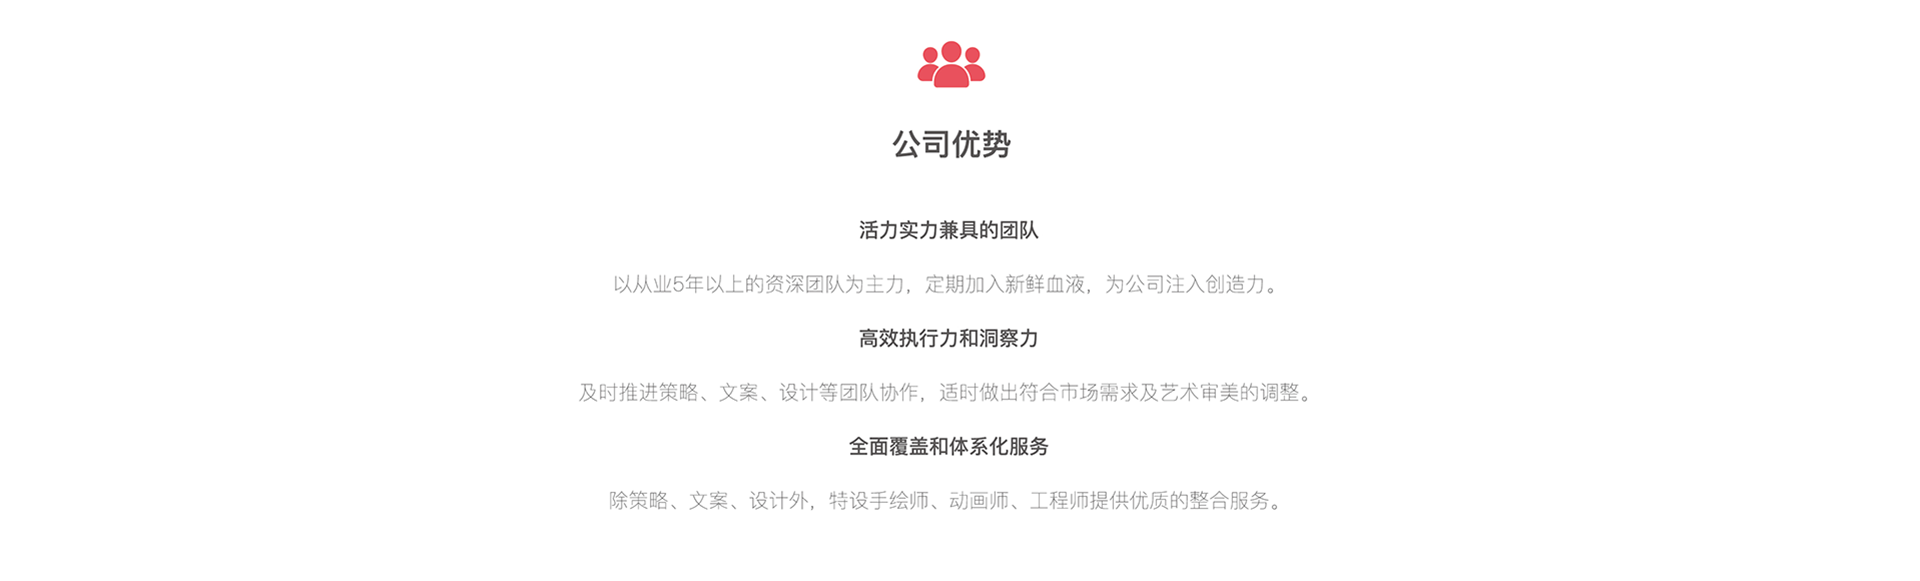 公司优势
活力实力兼具的团队
以从业5年以上的资深团队为主力，定期加入新鲜血液，为公司注入创造力。
高效执行力和洞察力
及时推进策略、文案、设计等团队协作，适时做出符合市场需求及艺术审美的调整。
全面覆盖和体系化服务
除策略、文案、设计外，特设手绘师、动画师、工程师提供优质的整合服务。